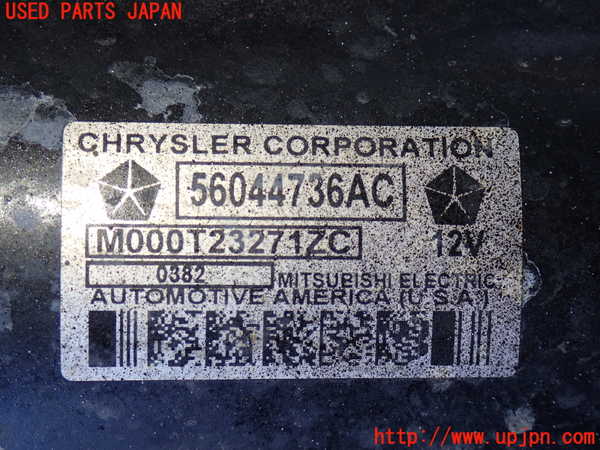 USED PARTS JAPAN
CHRYSLER CORPORATION
56044736AC
M000T23271ZC 12V
0382 MITSUBISHI ELECTRIC
AUTOMOTIVE AMERICA (U.S.A.)
http://www.upjpn.com/